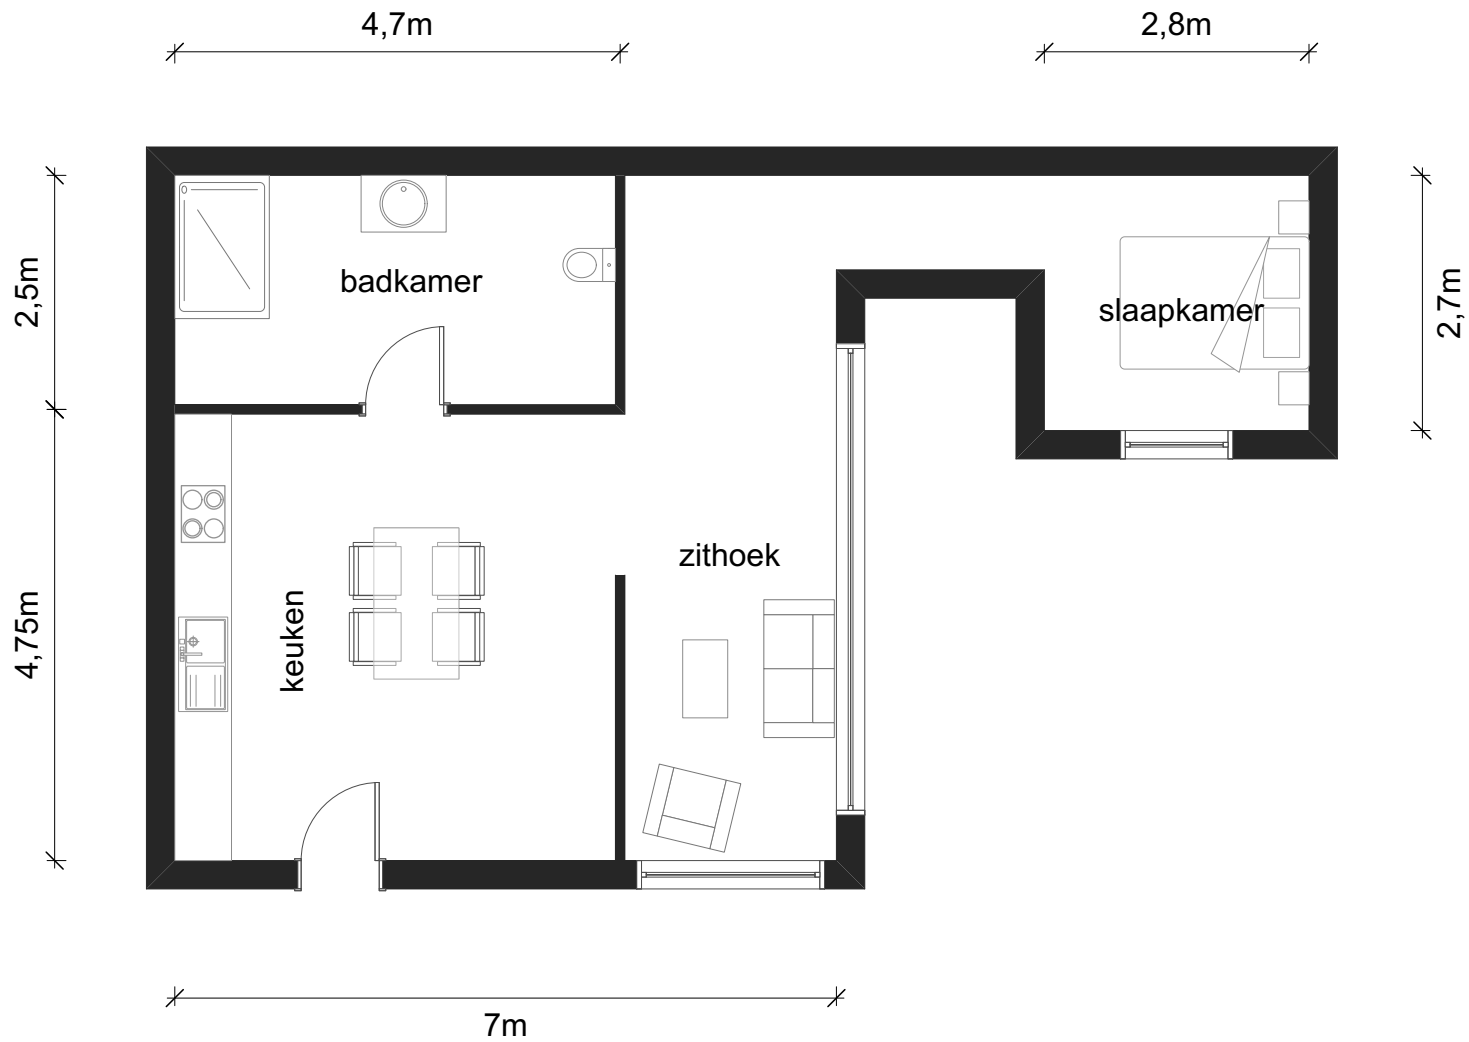 4,7m
2,8m
badkamer
2,5m
slaapkamer
2,7m
zithoek
keuken
4,75m
7m